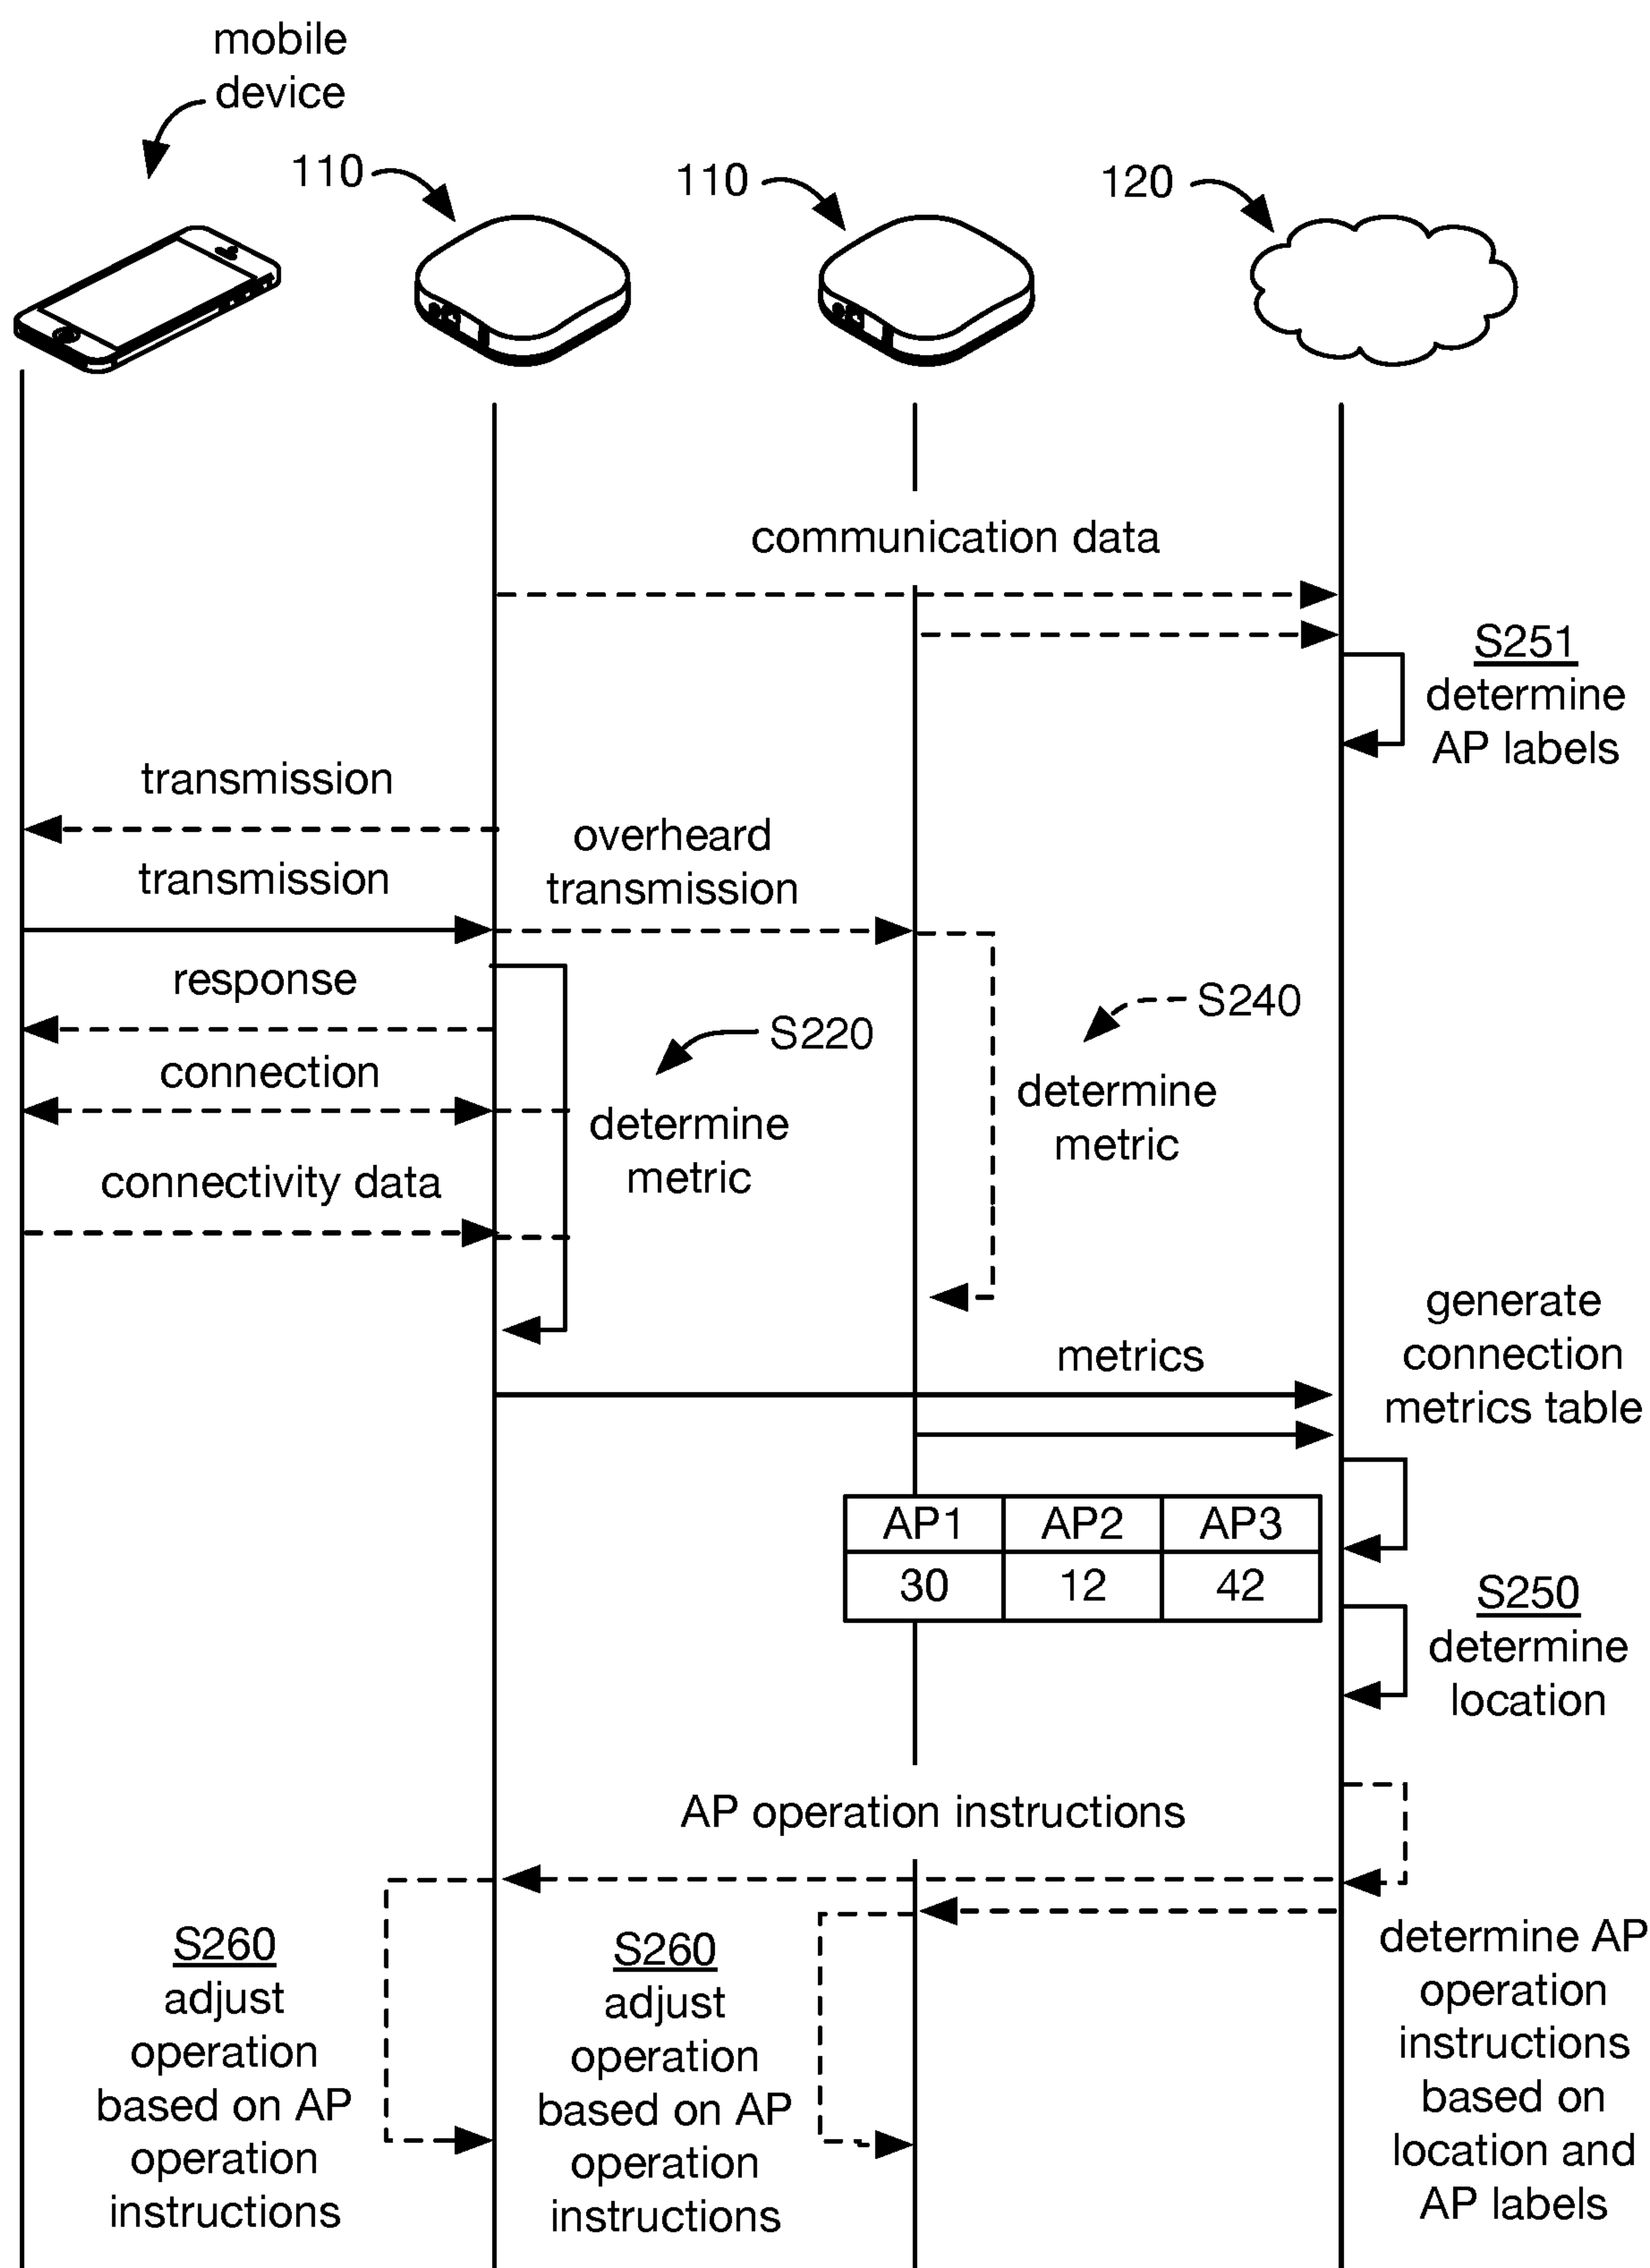 mobile
device
110
110
120
communication data
S251
determine
AP labels
transmission
overheard
transmission
transmission
response
S240
S220
connection
determine
metric
determine
metric
connectivity data
generate
connection
metrics table
metrics
AP1 AP2 AP3
30 12 42
S250
determine
location
AP operation instructions
S260
adjust
operation
based on AP
operation
instructions
S260
adjust
operation
based on AP
operation
instructions
determine AP
operation
instructions
based on
location and
AP labels